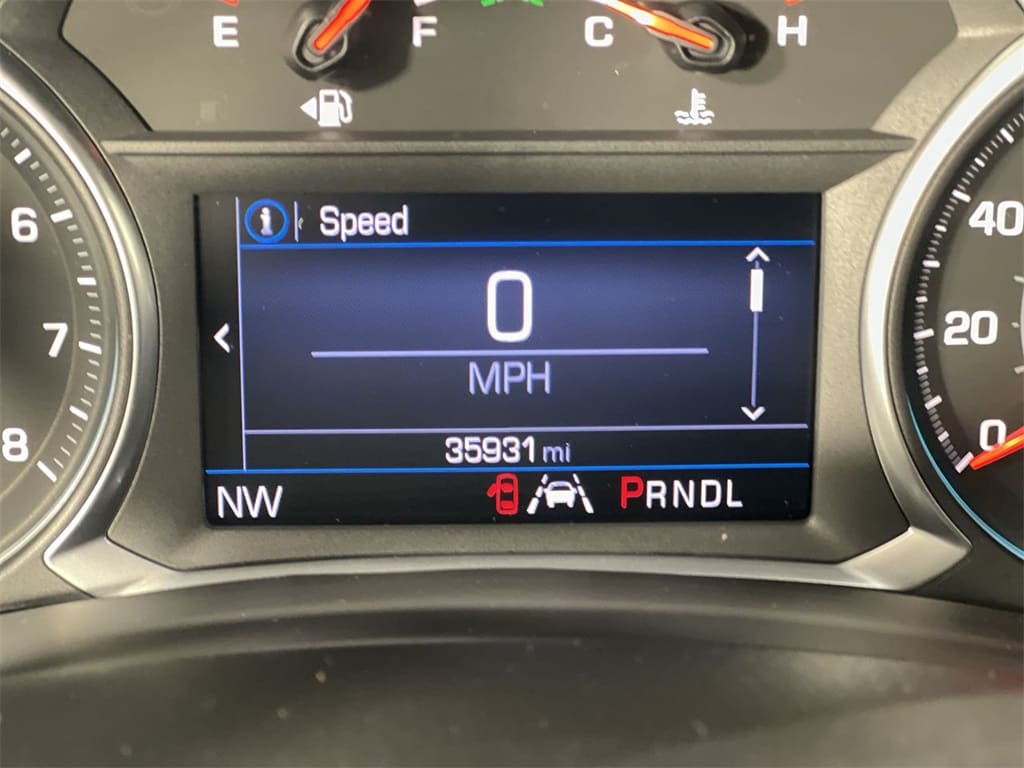 E F C H
6
7
8
Speed
0
MPH
35931 mi
NW PRNDL
40
20
0